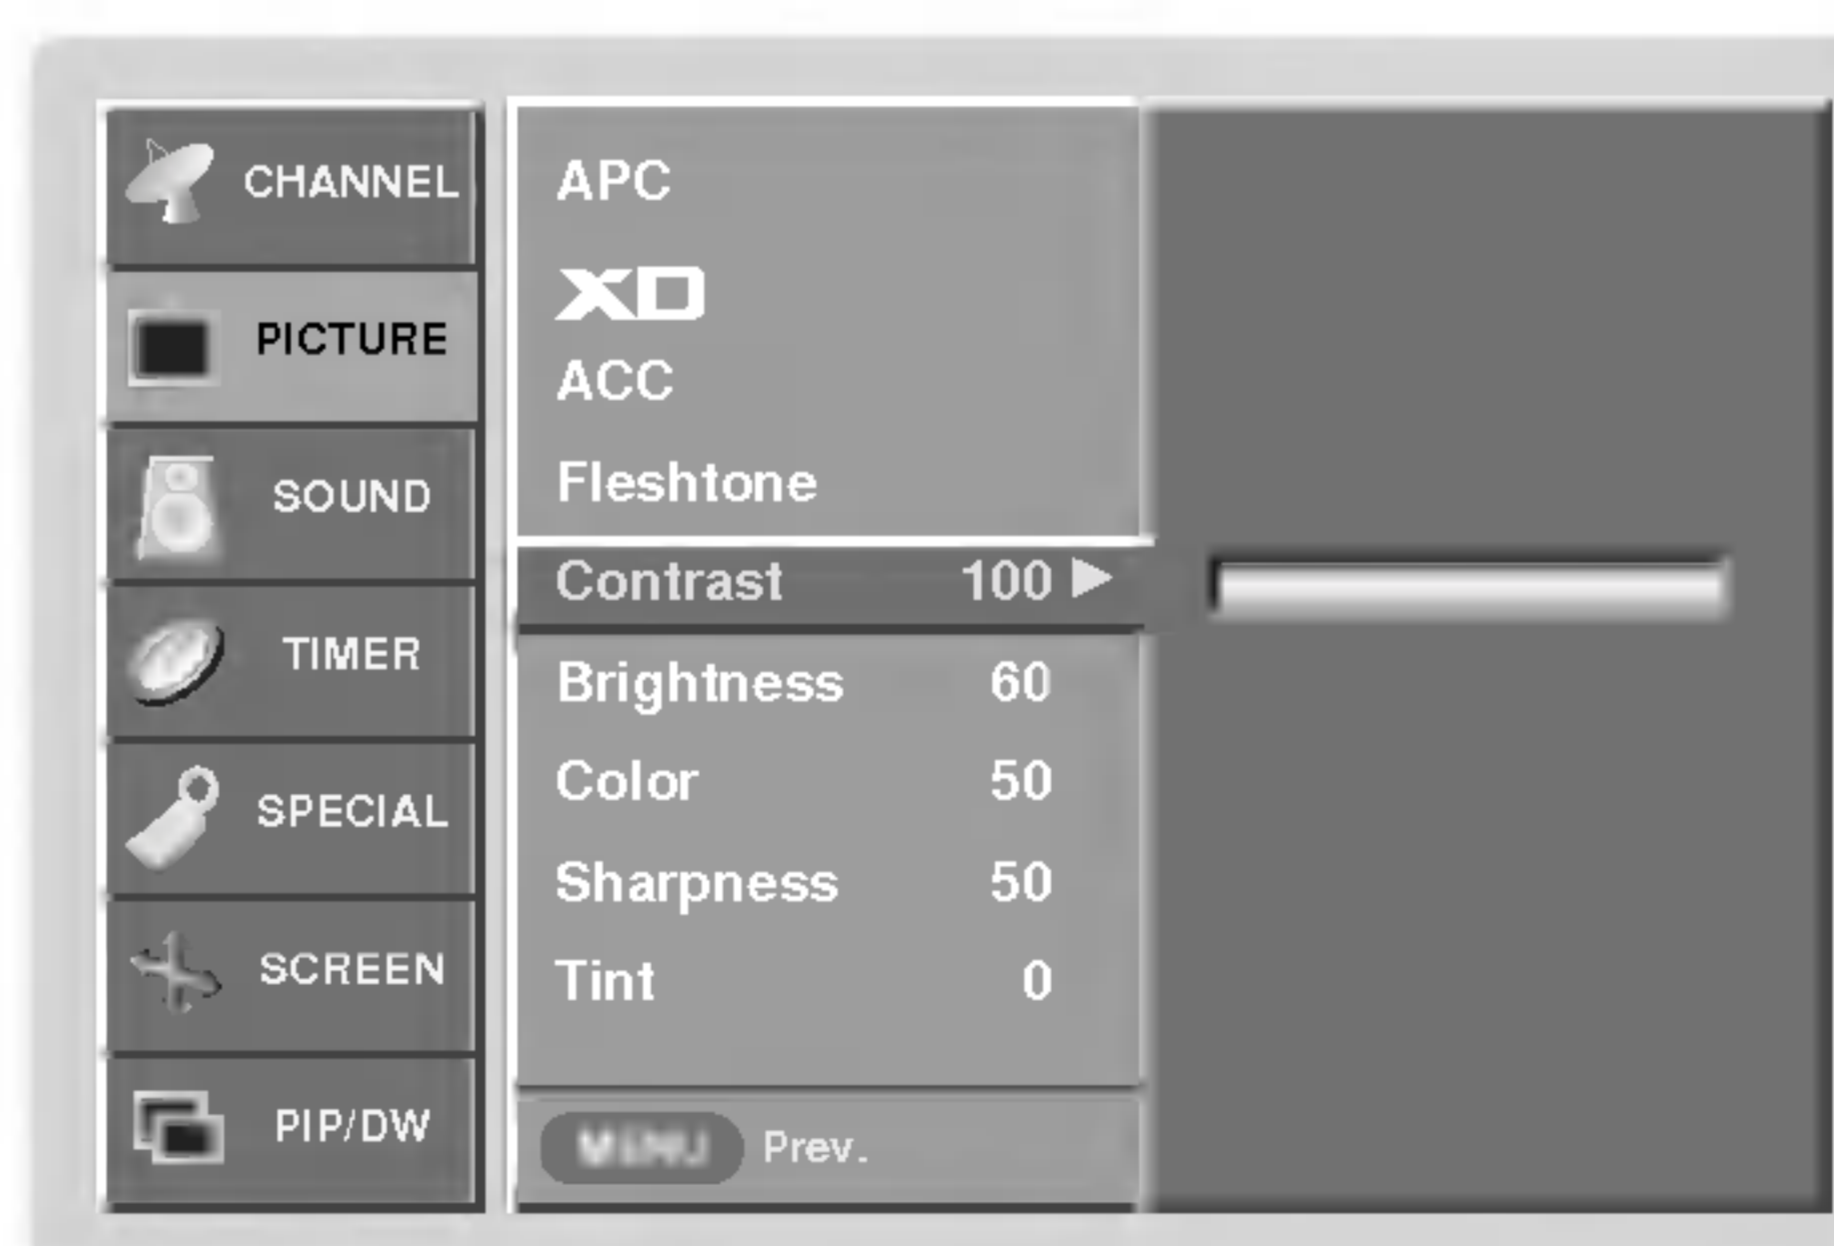 CHANNEL
PICTURE
SOUND
TIMER
SPECIAL
SCREEN
PIP/DW
APC
XD
ACC
Fleshtone
Contrast 100 ▶
Brightness 60
Color 50
Sharpness 50
Tint 0
MENU Prev.